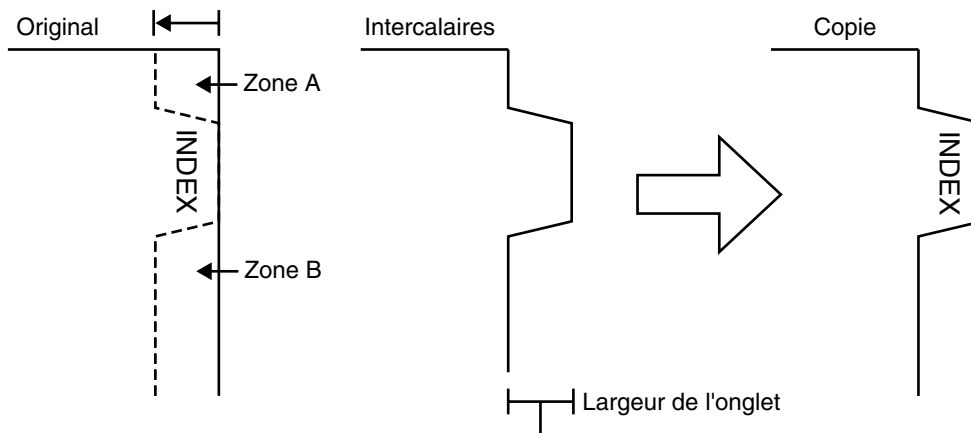 Original
Intercalaires
Copie
Zone A
INDEX
INDEX
Zone B
Largeur de l'onglet